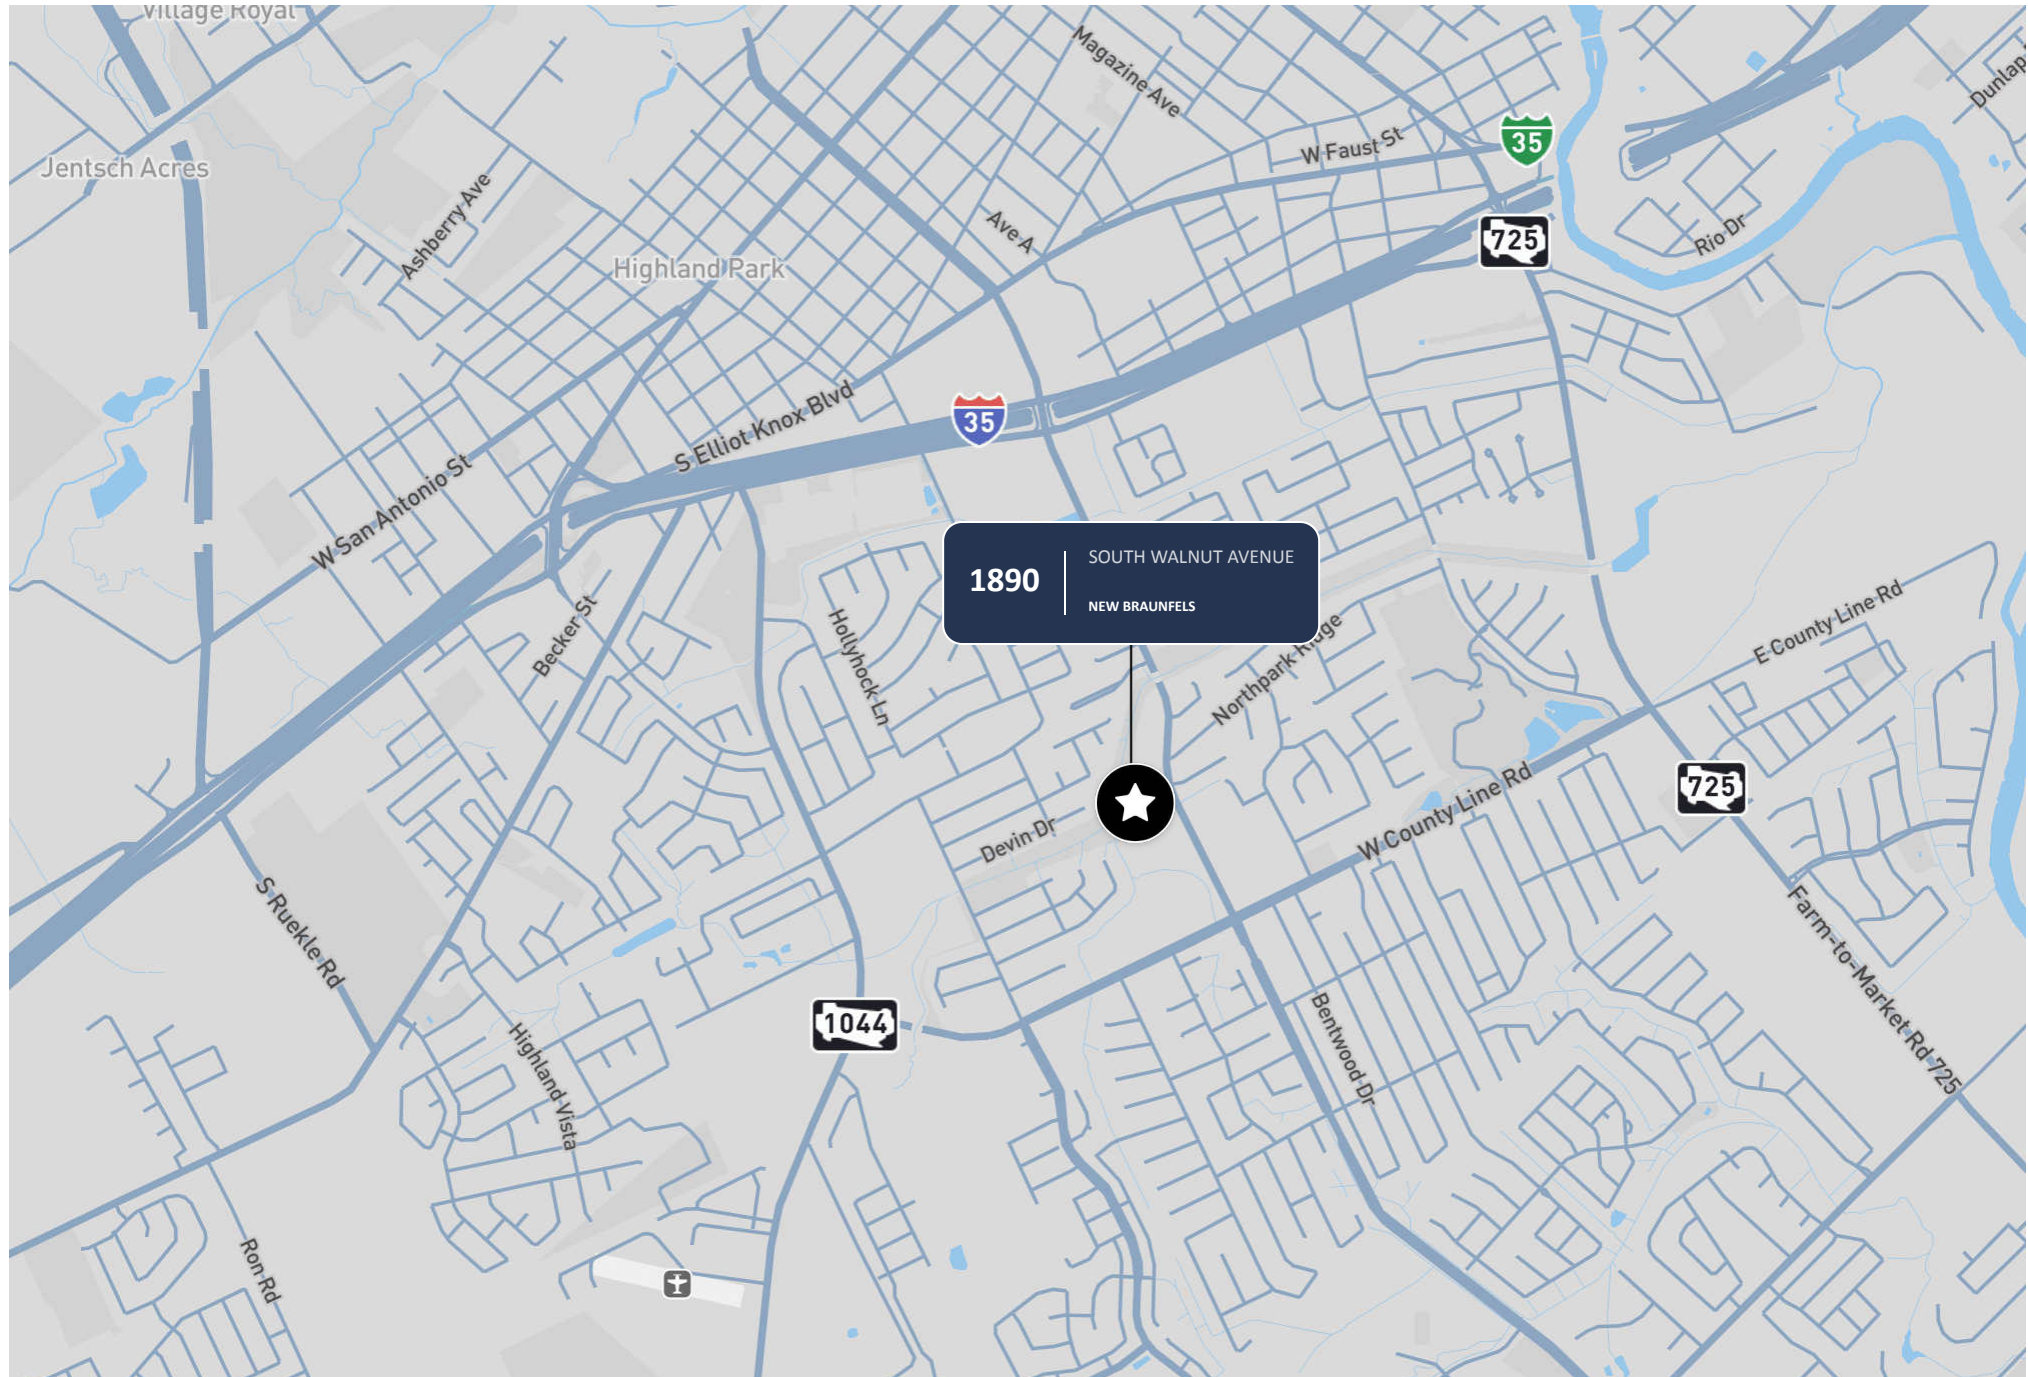 Village Royal
Magazine Ave
Dunlap
35
W Faust St
Jentsch Acres
Ashberry Ave
Ave A
725
Rio Dr
Highland Park
S Elliot Knox Blvd
35
W San Antonio St
1890
SOUTH WALNUT AVENUE
NEW BRAUNFELS
Becker St
Hollyhock Ln
Northpark Ridge
E County Line Rd
725
W County Line Rd
Devin Dr
S Ruekle Rd
Farm-to-Market Rd 725
1044
Highland Vista
Bentwood Dr
Ron Rd